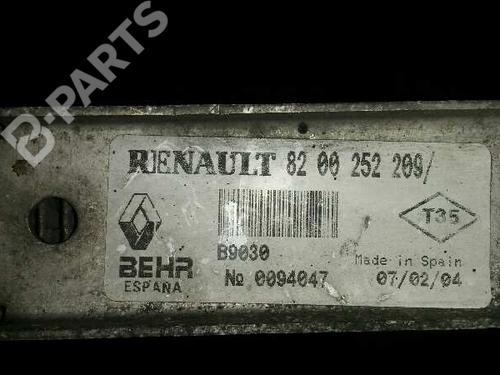 B-PARTS
RENAULT 82 00 252 209/
T35
B9030
BEHR
ESPAÑA
Made in Spain
No 0094047
07/02/04